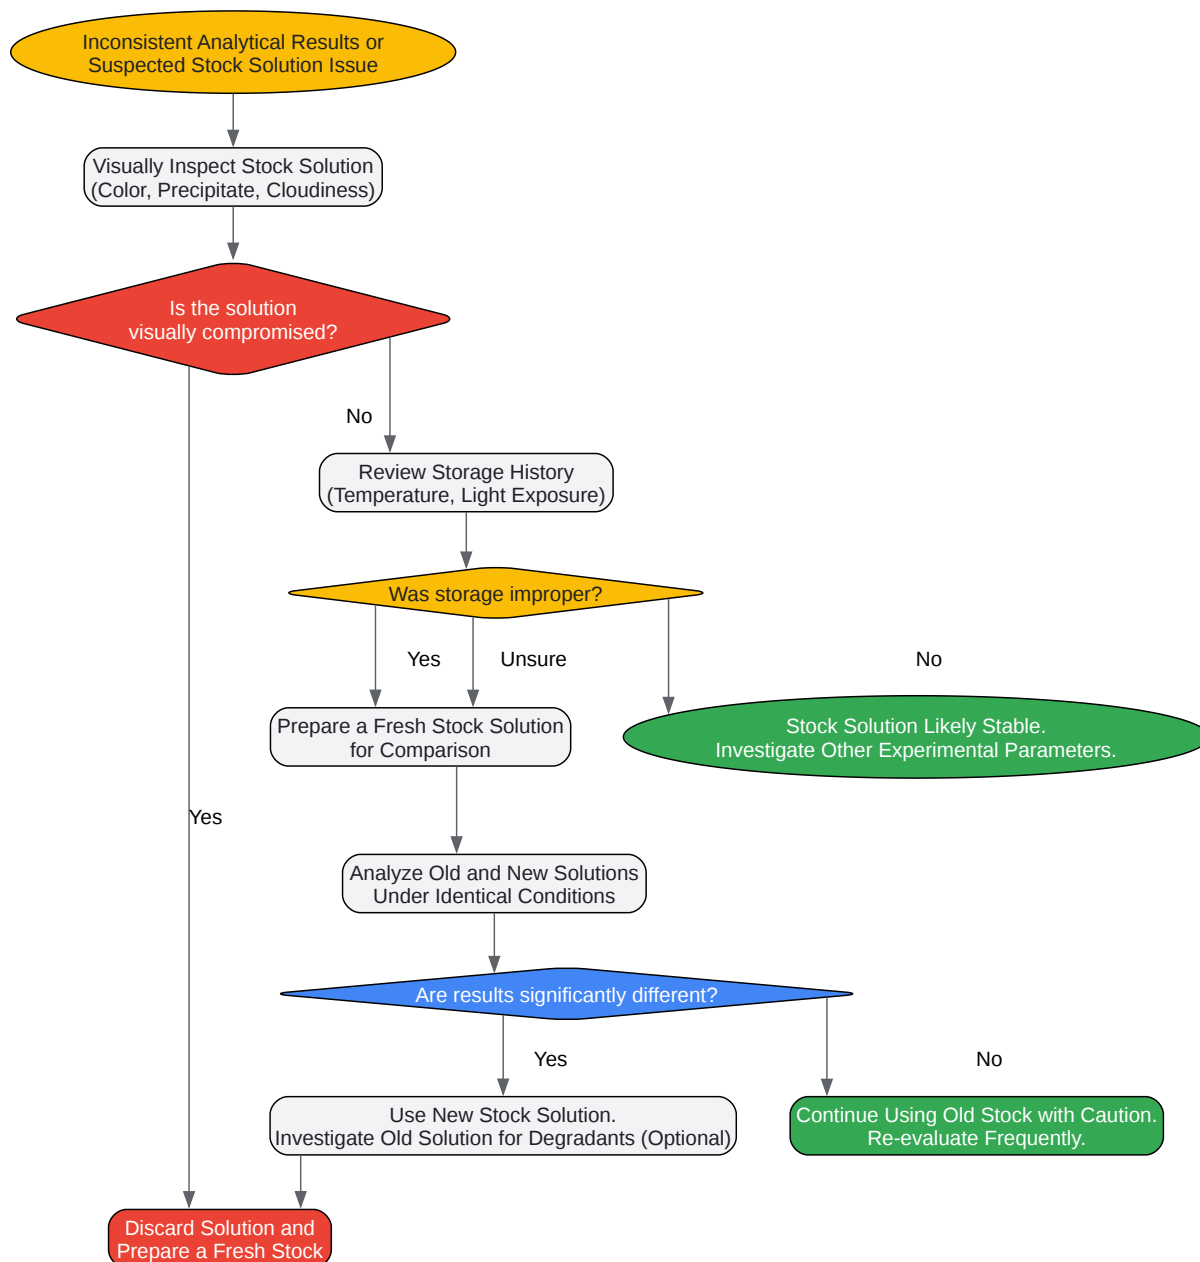 Inconsistent Analytical Results or
Suspected Stock Solution Issue
Visually Inspect Stock Solution
(Color, Precipitate, Cloudiness)
Is the solution
visually compromised?
No
Review Storage History
(Temperature, Light Exposure)
Was storage improper?
Yes
Unsure
No
Prepare a Fresh Stock Solution
for Comparison
Stock Solution Likely Stable.
Investigate Other Experimental Parameters.
Yes
Analyze Old and New Solutions
Under Identical Conditions
Are results significantly different?
Yes
No
Use New Stock Solution.
Investigate Old Solution for Degradants (Optional)
Continue Using Old Stock with Caution.
Re-evaluate Frequently.
Discard Solution and
Prepare a Fresh Stock